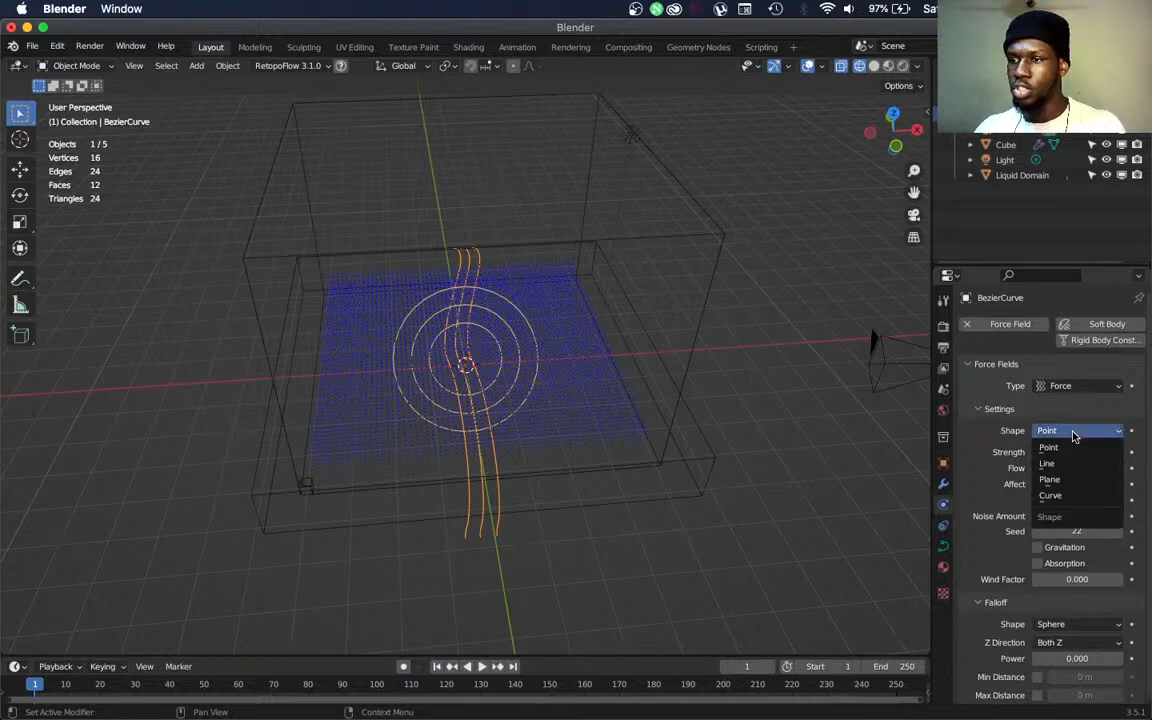 Blender Window 97% Sa
Blender
File Edit Render Window Help Layout Modeling Sculpting UV Editing Texture Paint Shading Animation Rendering Compositing Geometry Nodes Scripting + Scene
Object Mode View Select Add Object RetopoFlow 3.1.0 Global
Options
User Perspective
(1) Collection | BezierCurve
Objects 1 / 5
Vertices 16
Edges 24
Faces 12
Triangles 24
Z
X
Cube
Light
Liquid Domain
BezierCurve
Force Field Soft Body
Rigid Body Const...
Force Fields
Type Force
Settings
Shape Point
Point
Strength
Line
Flow
Plane
Affect
Curve
Noise Amount Shape
Seed 22
Gravitation
Absorption
Wind Factor 0.000
Falloff
Shape Sphere
Z Direction Both Z
Power 0.000
Min Distance 0 m
Max Distance 0 m
Playback Keying View Marker 1 Start 1 End 250
1 10 20 30 40 50 60 70 80 90 100 110 120 130 140 150 160 170 180 190 200 210 220 230 240 250
Set Active Modifier Pan View Context Menu 3.5.1